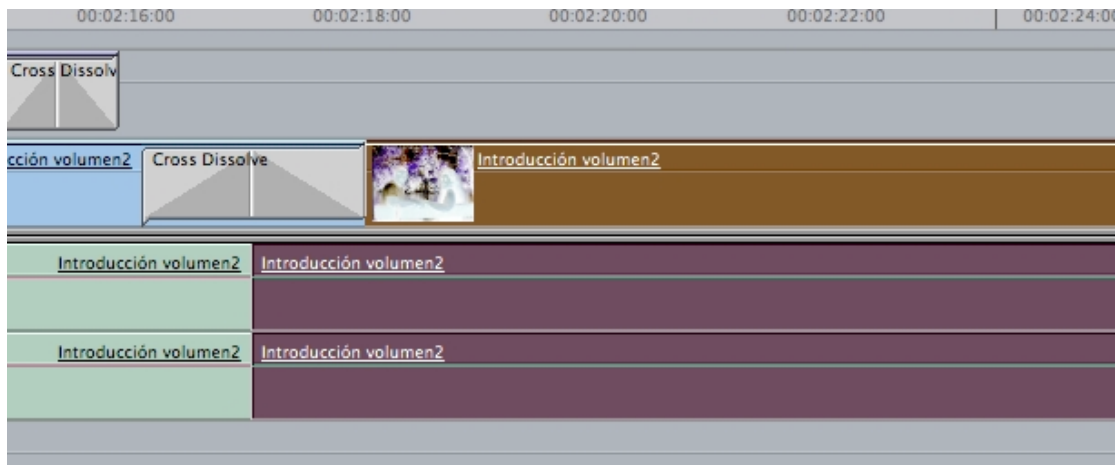 00:02:16:00 00:02:18:00 00:02:20:00 00:02:22:00 00:02:24:0
Cross Dissolv
cción volumen2 Cross Dissolve Introducción volumen2
Introducción volumen2 Introducción volumen2
Introducción volumen2 Introducción volumen2